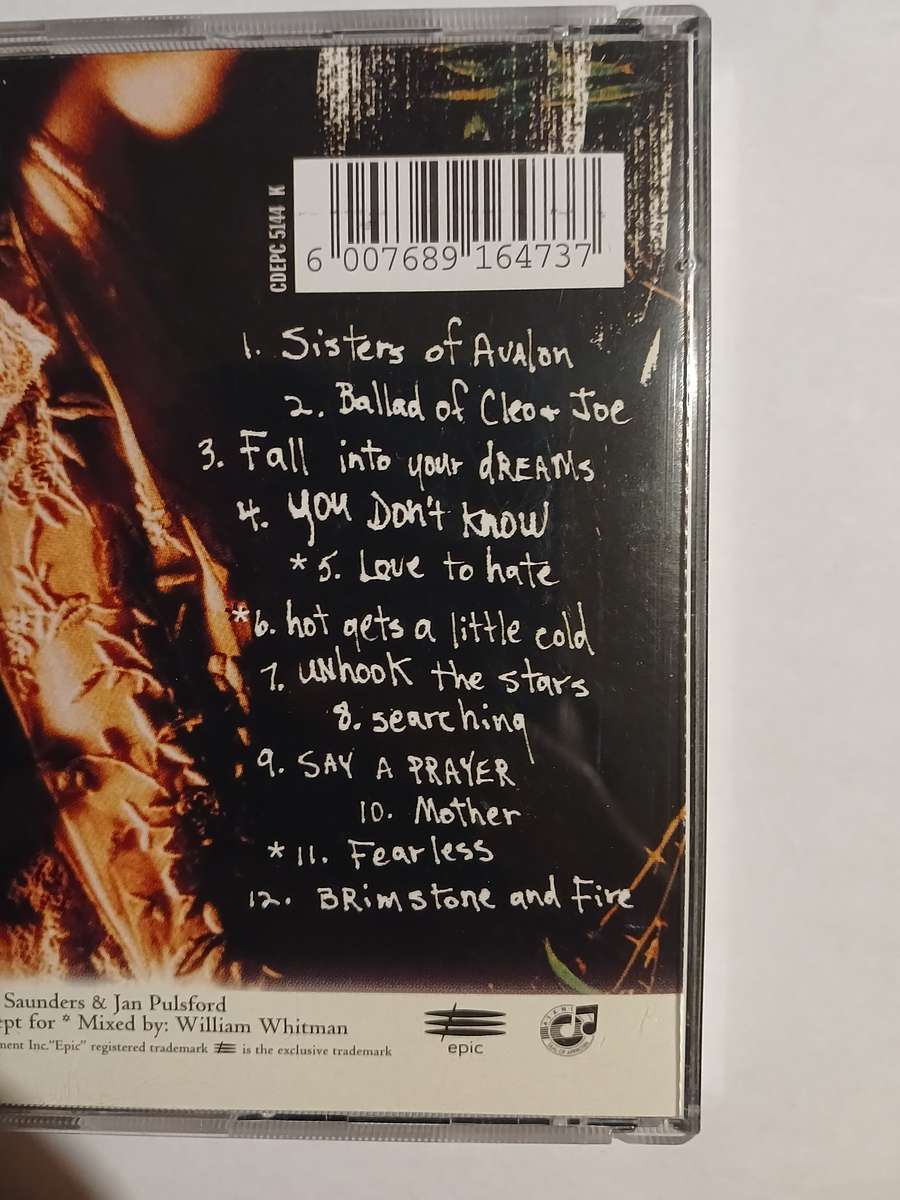 CDEPC 5144 K
6 007689 164737
1. Sisters of Avalon
2. Ballad of Cleo + Joe
3. Fall into your dREAMs
4. you Don't know
* 5. Love to hate
*6. hot gets a little cold
7. UNhook the stars
8. searching
9. SAY A PRAYER
10. Mother
* 11. Fearless
12. BRimstone and Fire
Saunders & Jan Pulsford
ept for * Mixed by: William Whitman
ment Inc."Epic" registered trademark is the exclusive trademark
epic